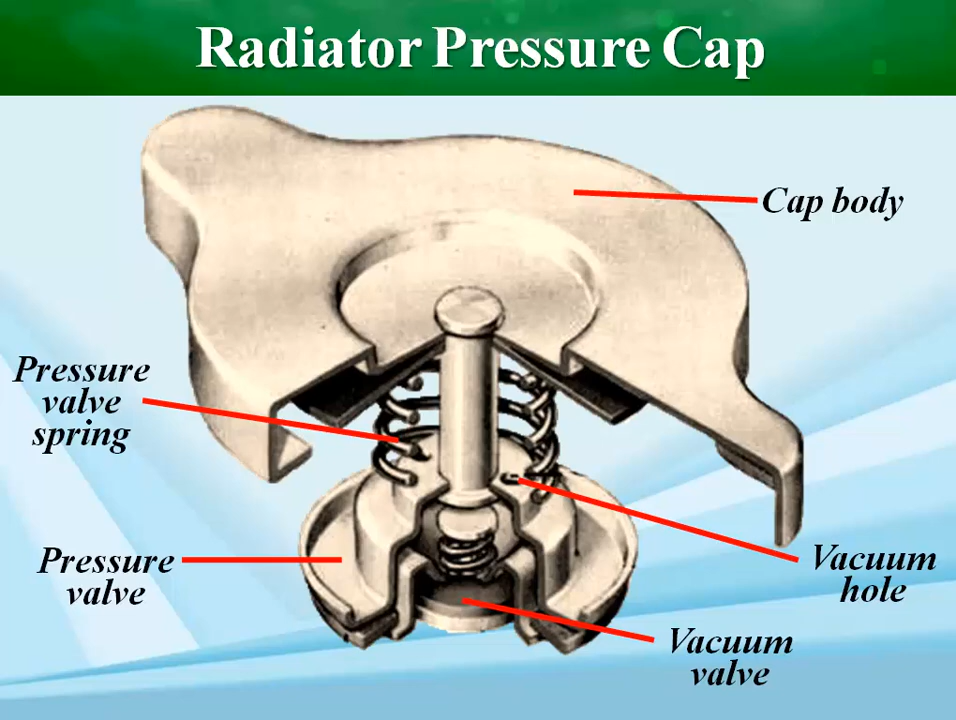 Radiator Pressure Cap
Cap body
Pressure
valve
spring
Pressure
valve
Vacuum
hole
Vacuum
valve